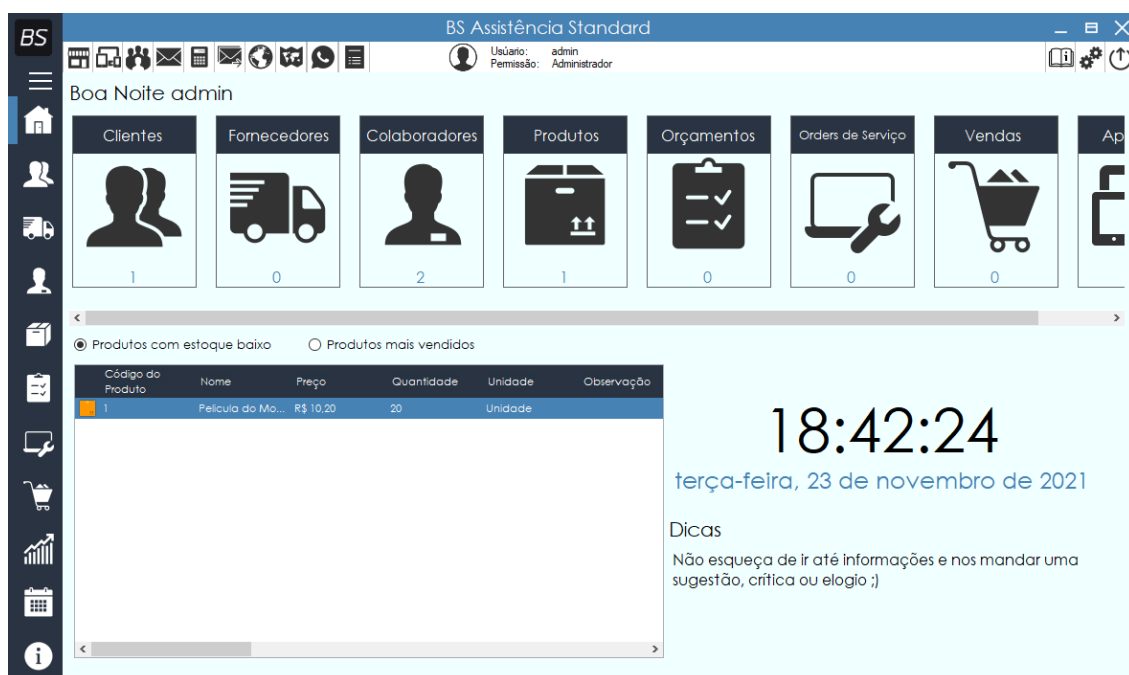 BS
BS Assistência Standard
Usúario: admin
Permissão: Administrador
Boa Noite admin
Clientes
Fornecedores
Colaboradores
Produtos
Orçamentos
Orders de Serviço
Vendas
Ap
1
0
2
1
0
0
0
Produtos com estoque baixo
Produtos mais vendidos
Código do Produto
Nome
Preço
Quantidade
Unidade
Observação
1
Pelicula do Mo...
R$ 10,20
20
Unidade
18:42:24
terça-feira, 23 de novembro de 2021
Dicas
Não esqueça de ir até informações e nos mandar uma
sugestão, crítica ou elogio ;)